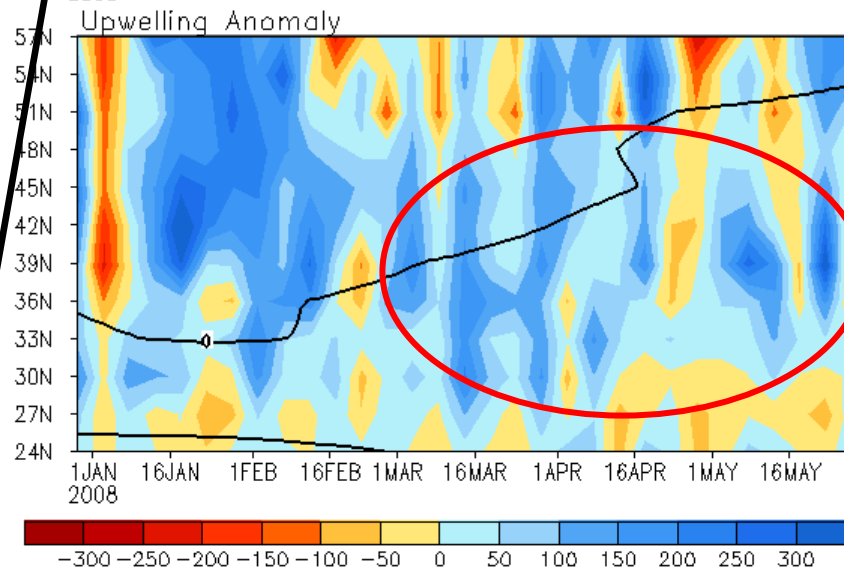 Upwelling Anomaly
57N
54N
51N
48N
45N
42N
39N
36N
33N
30N
27N
24N
0
1JAN 16JAN 1FEB 16FEB 1MAR 16MAR 1APR 16APR 1MAY 16MAY
2008
-300 -250 -200 -150 -100 -50 0 50 100 150 200 250 300